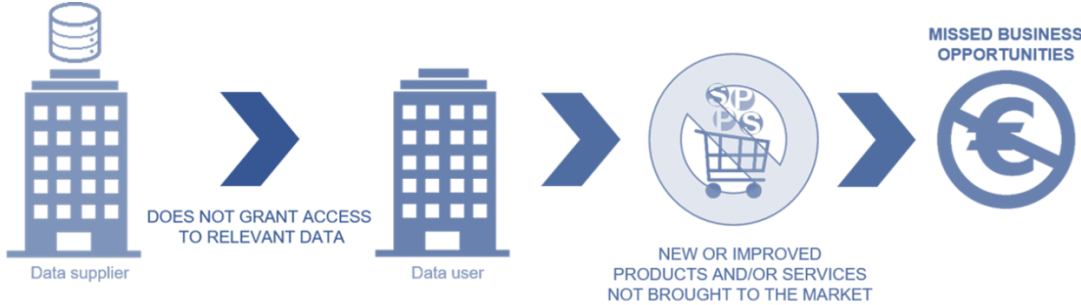 MISSED BUSINESS
OPPORTUNITIES
S P
P S
€
DOES NOT GRANT ACCESS
TO RELEVANT DATA
Data supplier
Data user
NEW OR IMPROVED
PRODUCTS AND/OR SERVICES
NOT BROUGHT TO THE MARKET